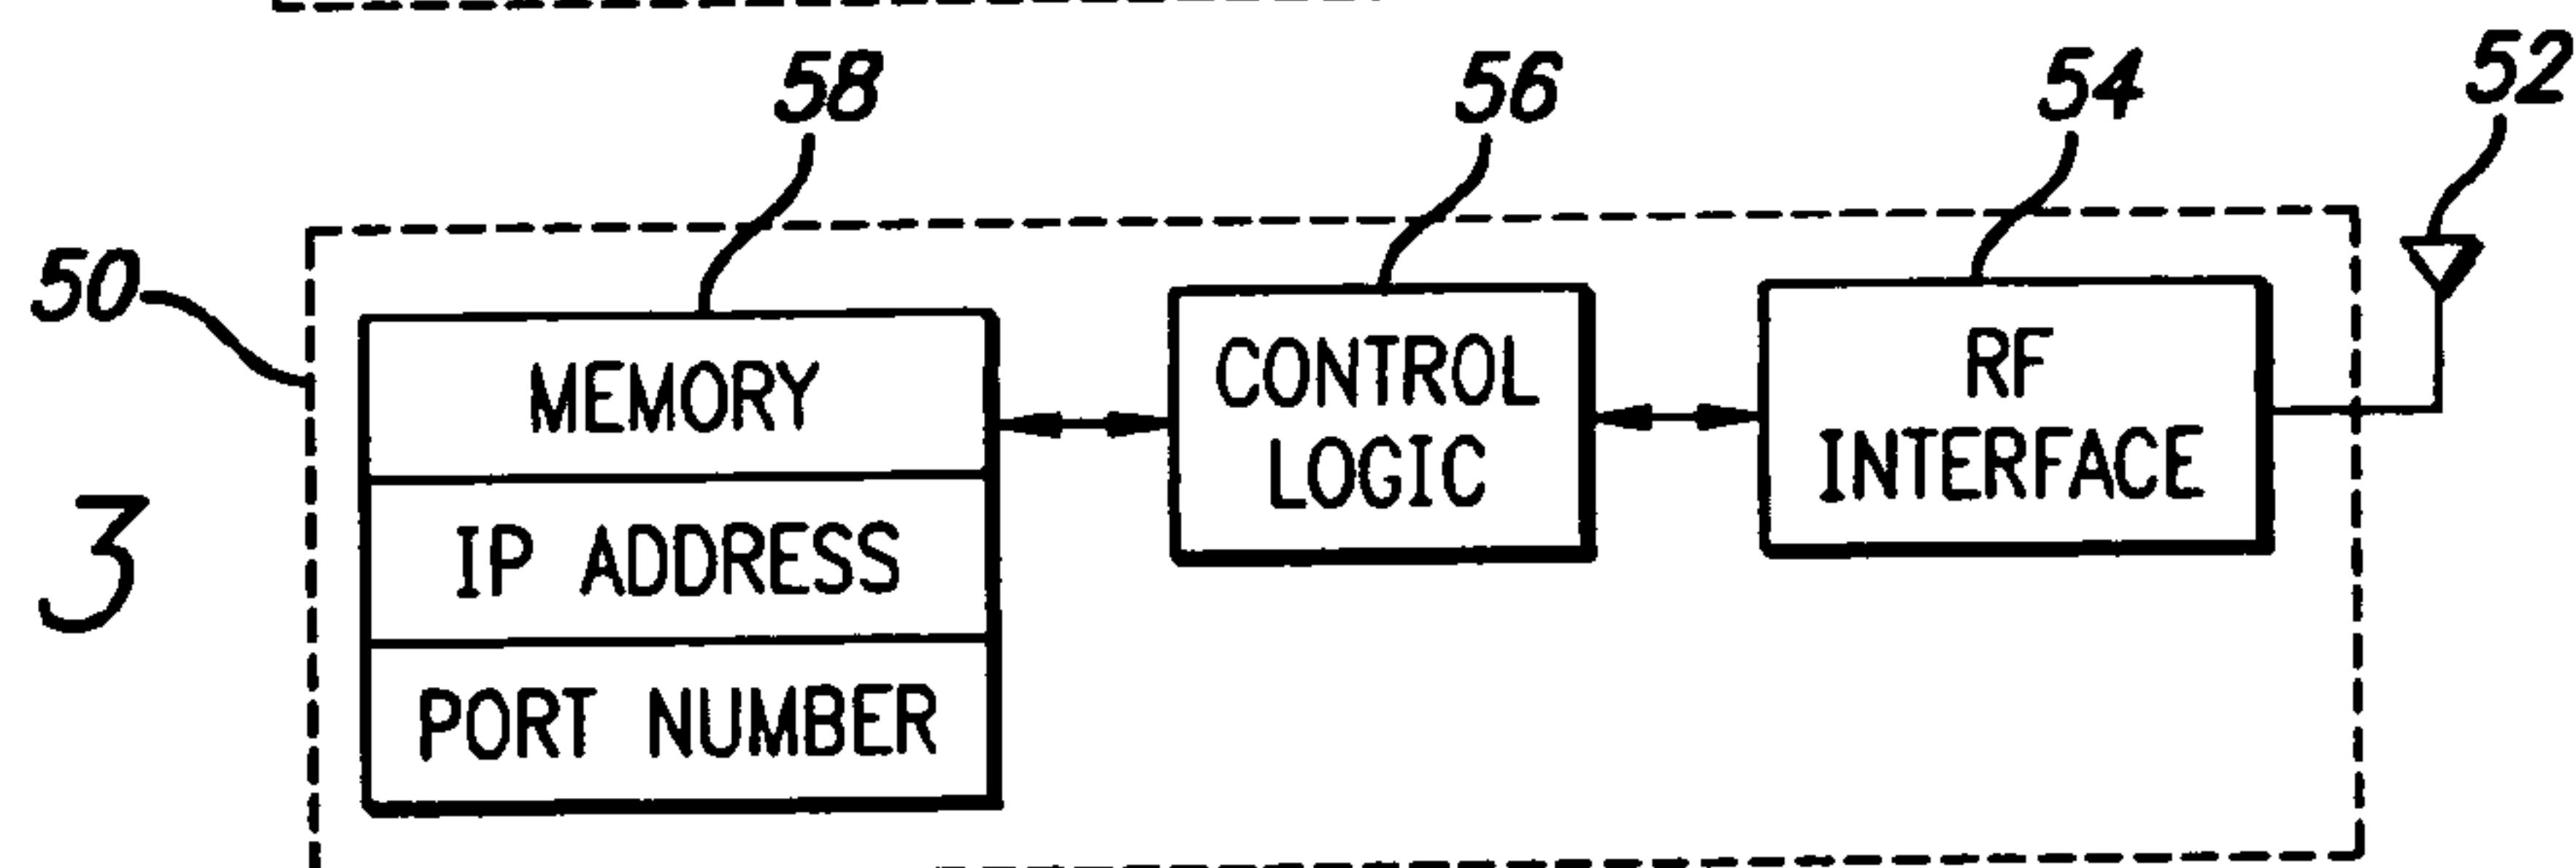 58
56
54
52
50
MEMORY
IP ADDRESS
PORT NUMBER
CONTROL
LOGIC
RF
INTERFACE
3